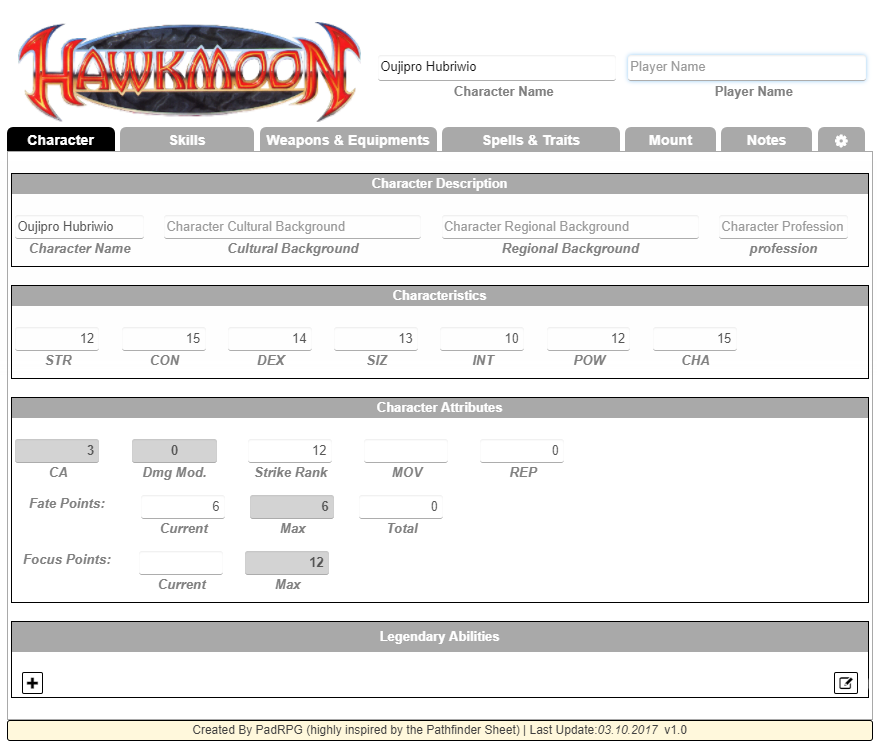 HAWKMOON
Oujipro Hubriwio Player Name
Character Name Player Name
Character Skills Weapons & Equipments Spells & Traits Mount Notes
Character Description
Oujipro Hubriwio Character Cultural Background Character Regional Background Character Profession
Character Name Cultural Background Regional Background profession
Characteristics
12 15 14 13 10 12 15
STR CON DEX SIZ INT POW CHA
Character Attributes
3 0 12 0
CA Dmg Mod. Strike Rank MOV REP
Fate Points: 6 6 0
Current Max Total
Focus Points: 12
Current Max
Legendary Abilities
Created By PadRPG (highly inspired by the Pathfinder Sheet) | Last Update:03.10.2017 v1.0